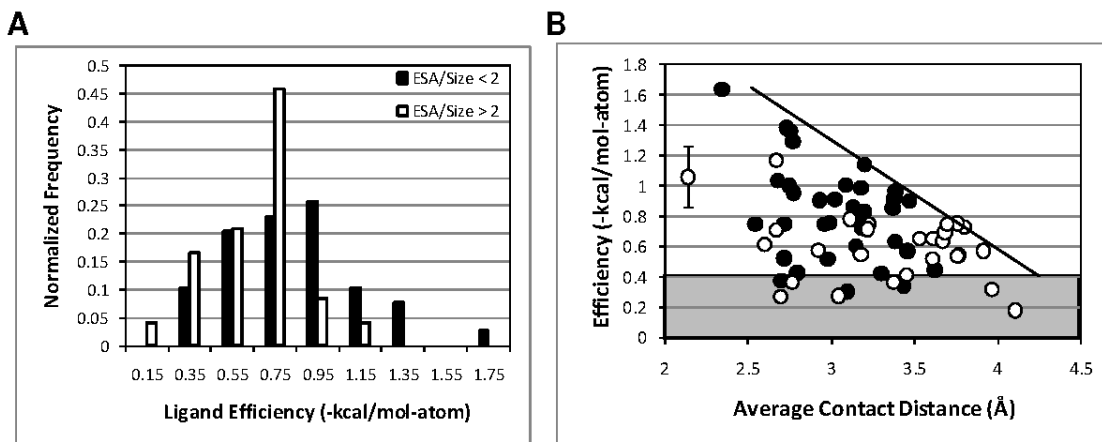 A
0.5
0.45
0.4
0.35
0.3
0.25
0.2
0.15
0.1
0.05
0
Normalized Frequency
ESA/Size < 2
ESA/Size > 2
0.15 0.35 0.55 0.75 0.95 1.15 1.35 1.55 1.75
Ligand Efficiency (-kcal/mol-atom)
B
1.8
1.6
1.4
1.2
1
0.8
0.6
0.4
0.2
0
Efficiency (-kcal/mol-atom)
2 2.5 3 3.5 4 4.5
Average Contact Distance (Å)